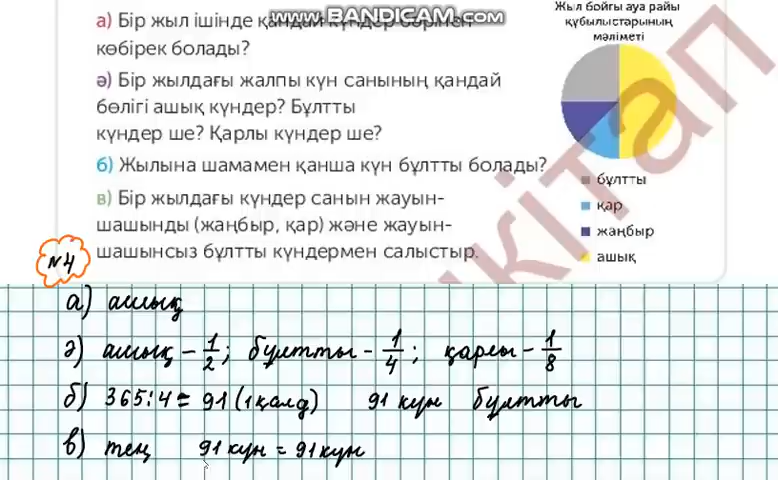 WWW.BANDICAM.COM
а) Бір жыл ішінде қандай күндер бәрінен
көбірек болады?
ә) Бір жылдағы жалпы күн санының қандай
бөлігі ашық күндер? Бұлтты
күндер ше? Қарлы күндер ше?
б) Жылына шамамен қанша күн бұлтты болады?
в) Бір жылдағы күндер санын жауын-
шашынды (жаңбыр, қар) және жауын-
шашынсыз бұлтты күндермен салыстыр.
Жыл бойғы ауа райы
құбылыстарының
мәліметі
бұлтты
қар
жаңбыр
ашық
кітап
№4
а) ашық
ә) ашық - 1/2; бұлтты - 1/4; қарлы - 1/8
б) 365:4 = 91 (1 қалд) 91 күн бұлтты
в) тең 91 күн = 91 күн